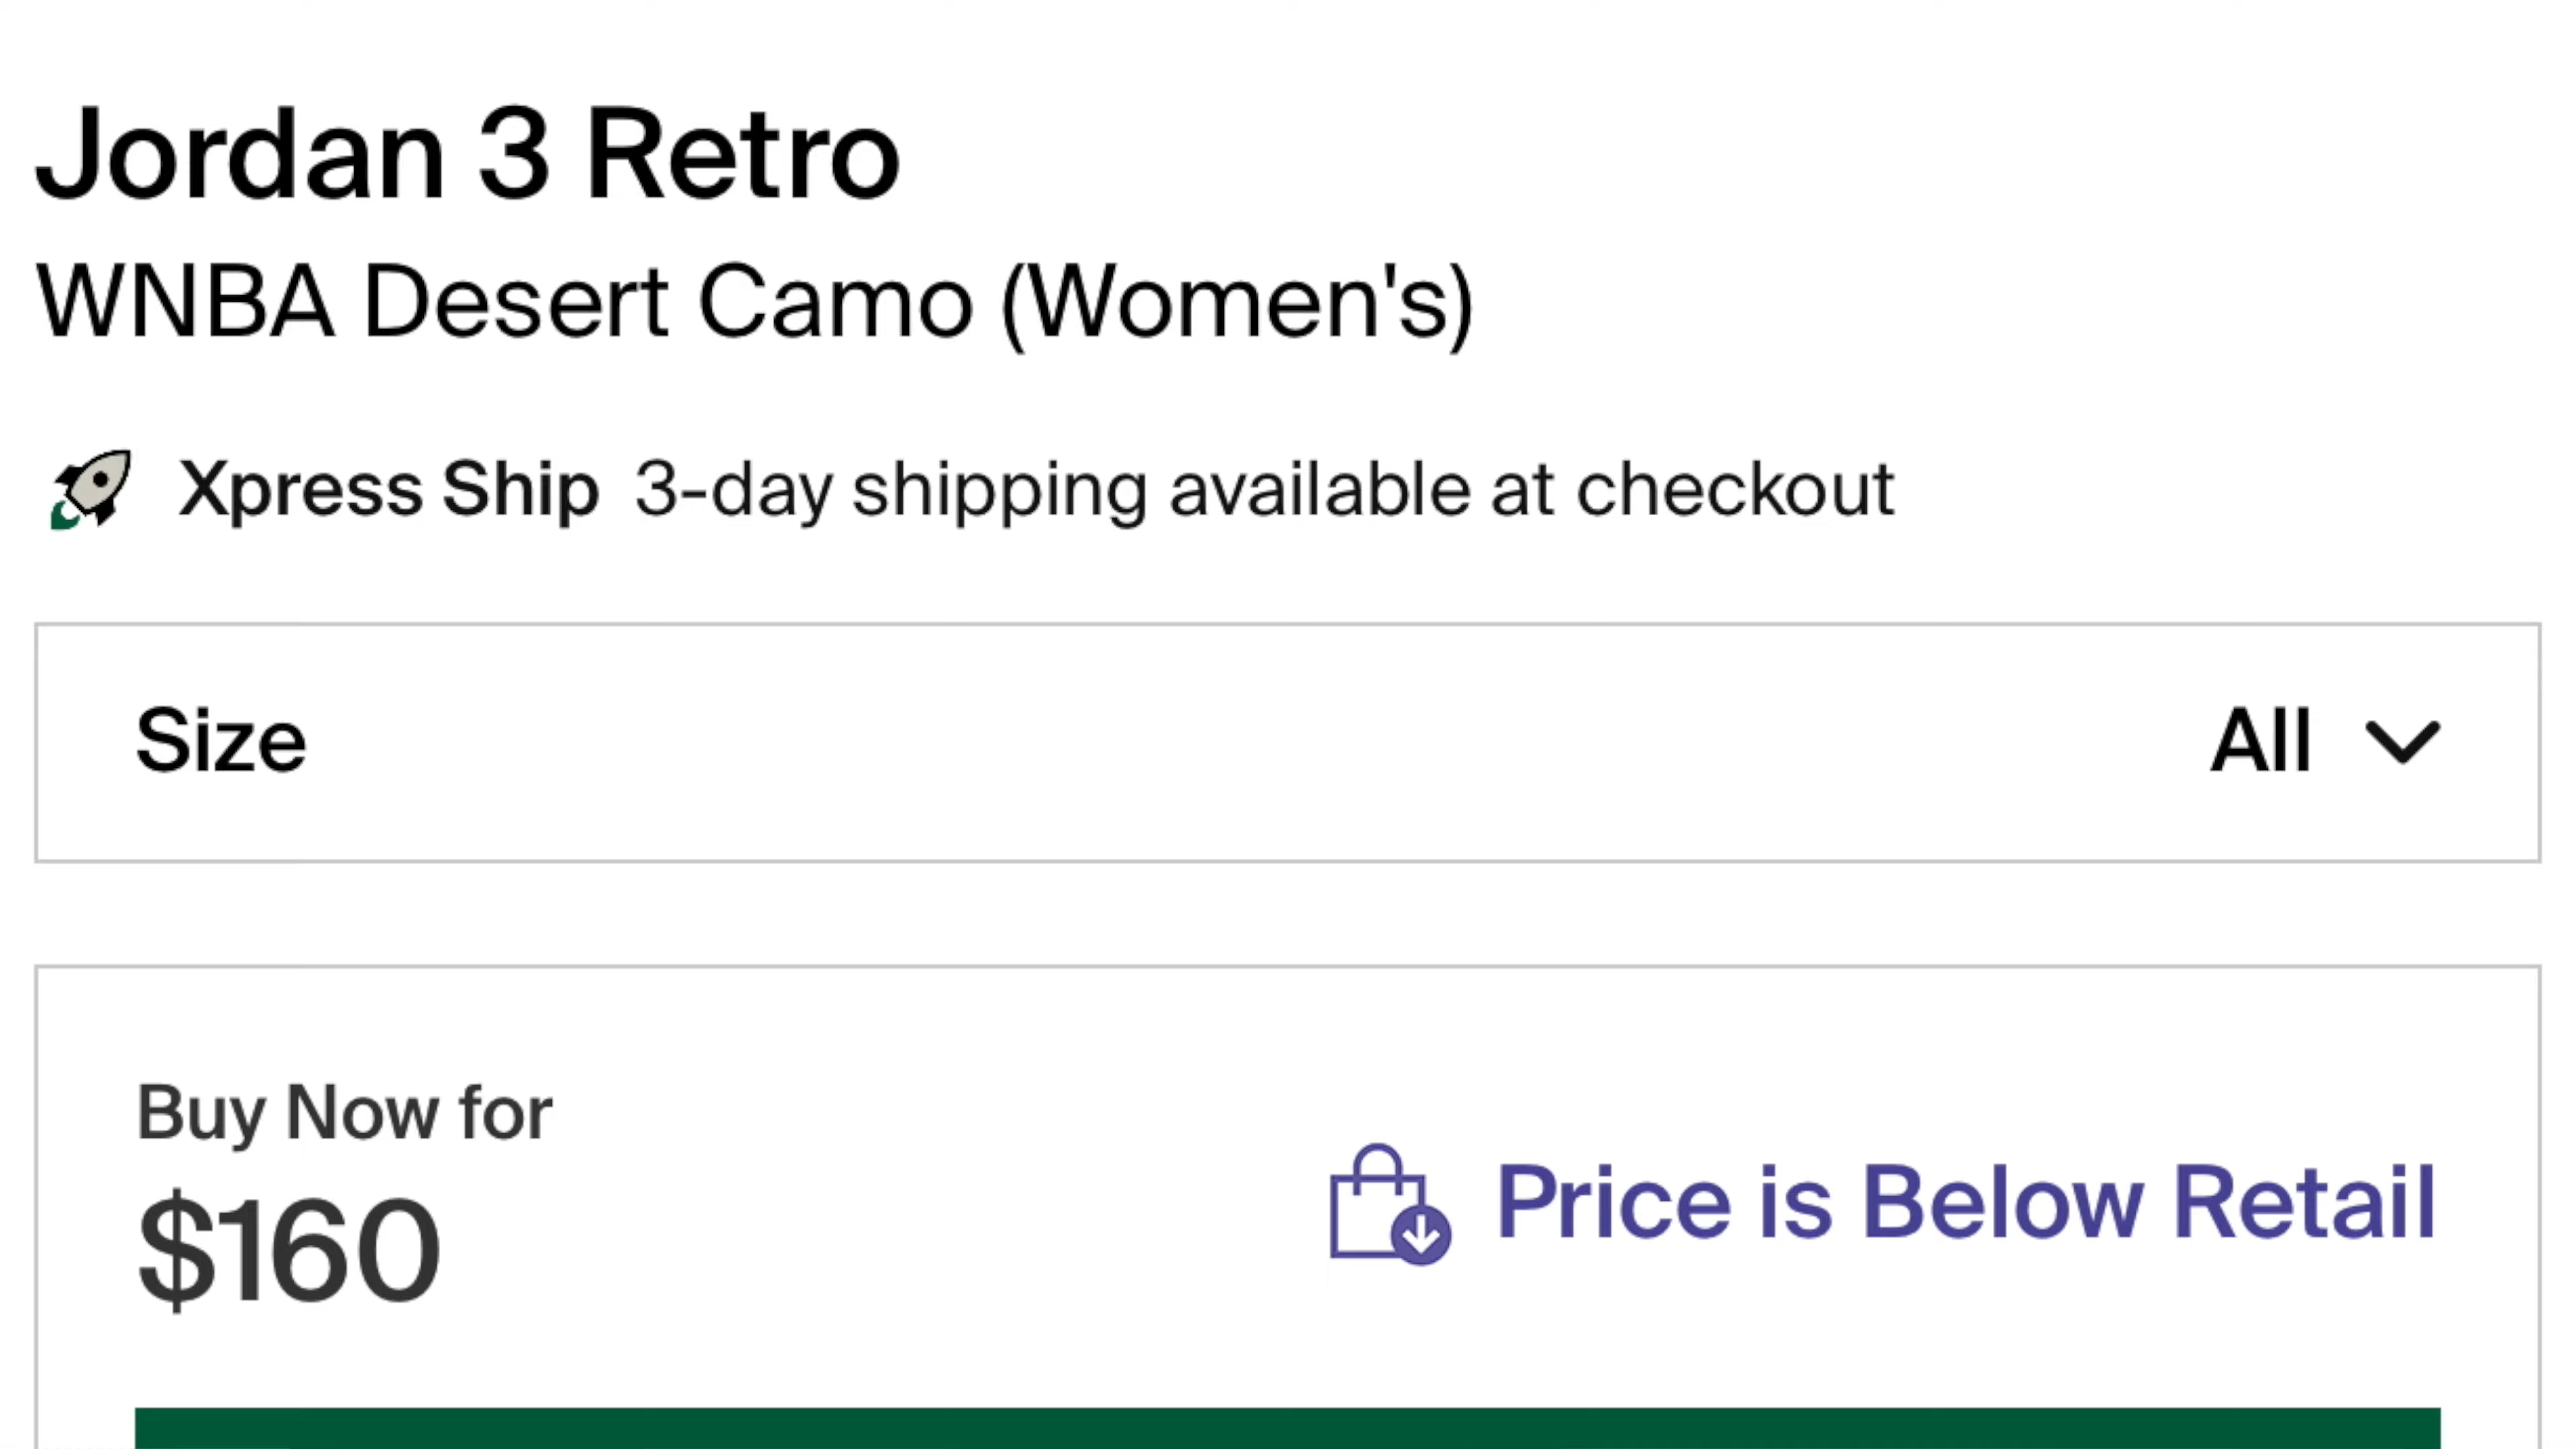 Jordan 3 Retro
WNBA Desert Camo (Women's)
Xpress Ship 3-day shipping available at checkout
Size All
Buy Now for
$160
Price is Below Retail